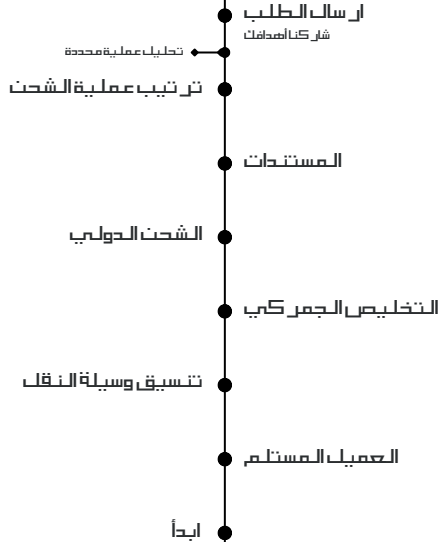 ارسال الطلب
شاركنا أهدافك
تحليل عملية محددة
ترتيب عملية الشحن
المستندات
الشحن الدولي
التخليص الجمركي
تنسيق وسيلة النقل
العميل المستلم
ابدأ